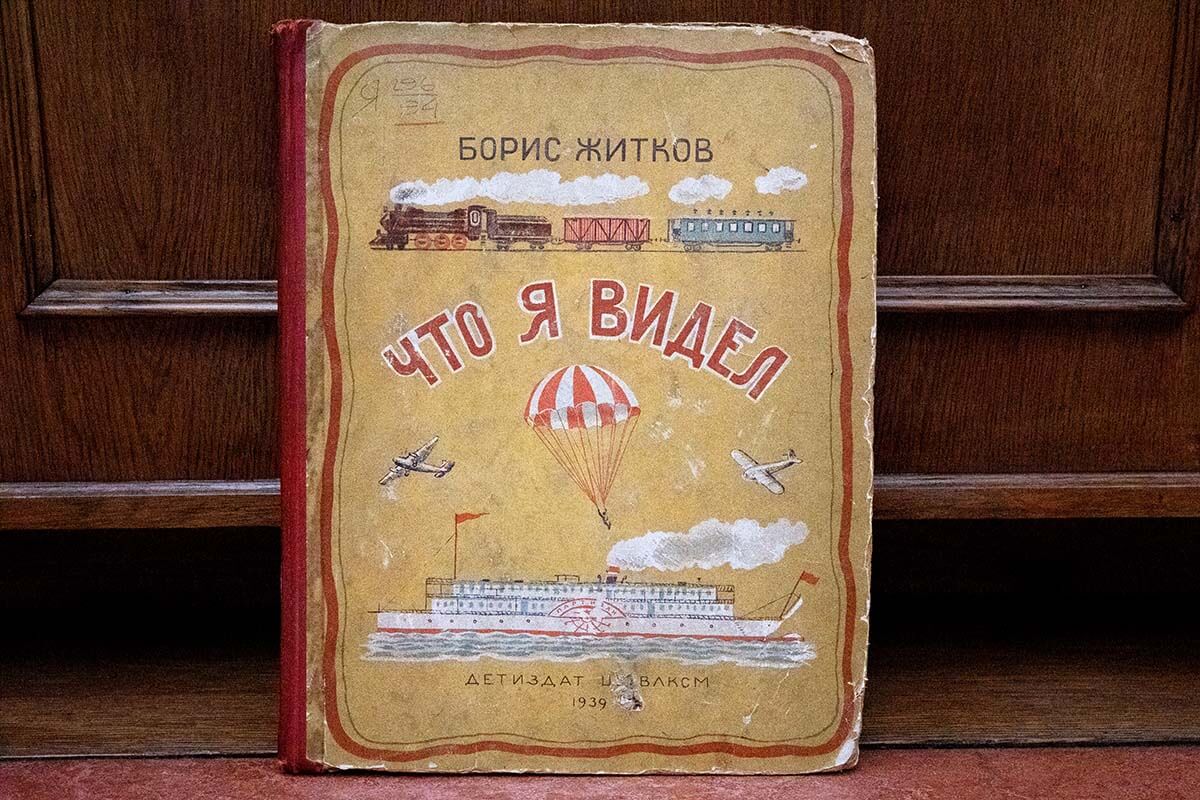 Я
БОРИС ЖИТКОВ
ЧТО Я ВИДЕЛ
ДЕТИЗДАТ ВЛКСМ
1939